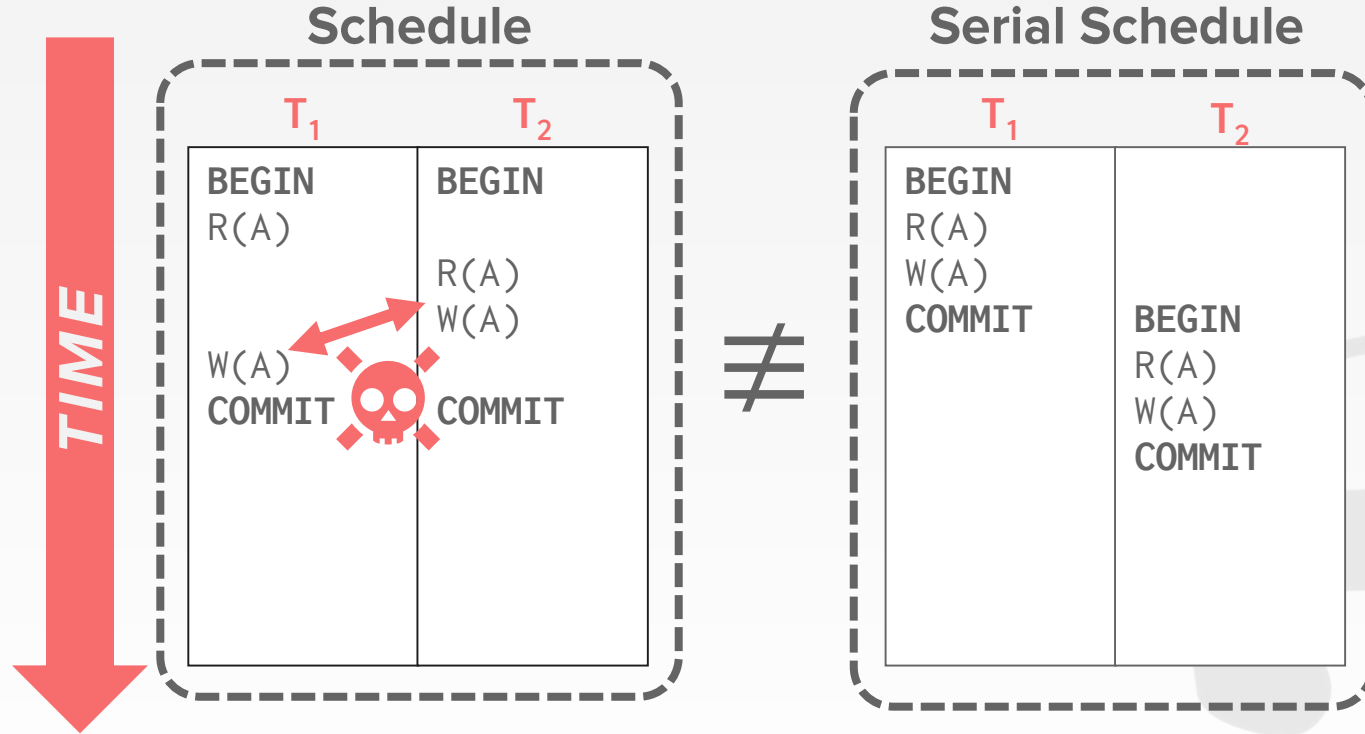 Schedule
T₁ T₂
BEGIN BEGIN
R(A)
R(A)
W(A)
W(A)
COMMIT COMMIT
TIME
≢
Serial Schedule
T₁ T₂
BEGIN
R(A)
W(A)
COMMIT BEGIN
R(A)
W(A)
COMMIT